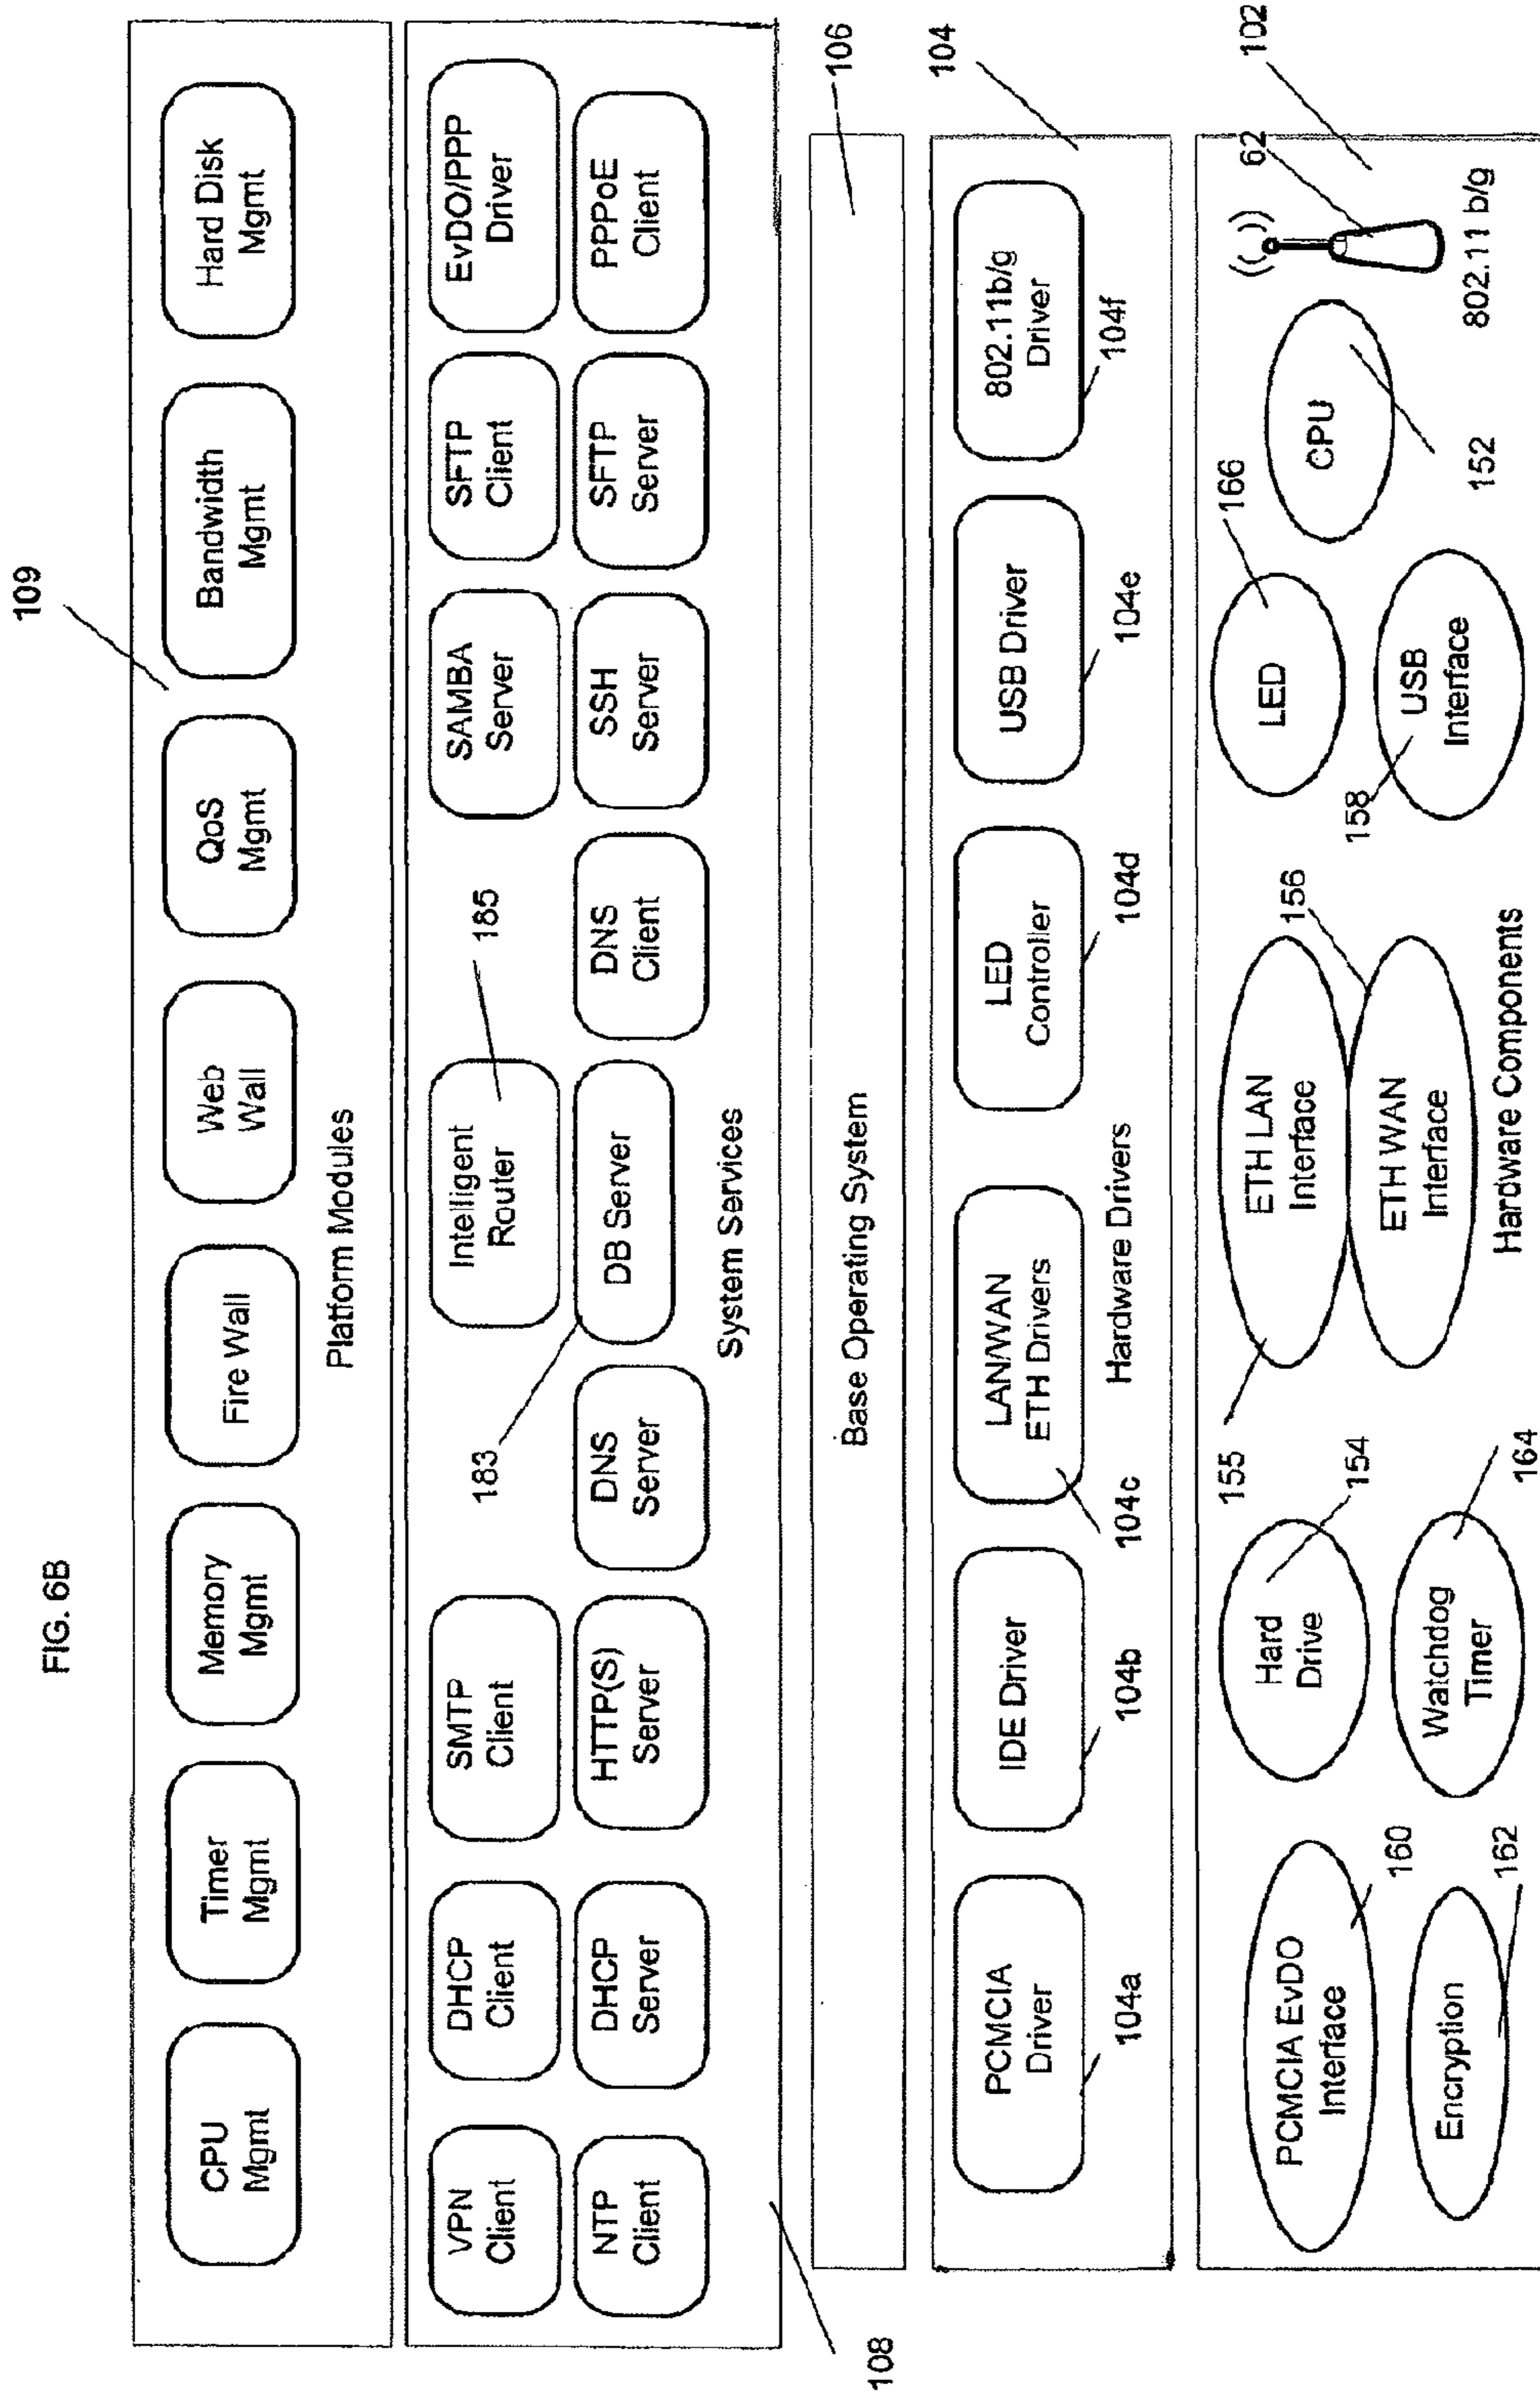 FIG. 6B
109
CPU
Mgmt
Timer
Mgmt
Memory
Mgmt
Fire Wall
Web
Wall
QoS
Mgmt
Bandwidth
Mgmt
Hard Disk
Mgmt
Platform Modules
VPN
Client
DHCP
Client
SMTP
Client
Intelligent
Router
185
SAMBA
Server
SFTP
Client
EvDO/PPP
Driver
NTP
Client
DHCP
Server
HTTP(S)
Server
183
DNS
Server
DB Server
DNS
Client
SSH
Server
SFTP
Server
PPPoE
Client
System Services
108
Base Operating System
106
PCMCIA
Driver
IDE Driver
LAN/WAN
ETH Drivers
LED
Controller
USB Driver
802.11b/g
Driver
104
104a
104b
104c
Hardware Drivers
104d
104e
104f
PCMCIA EvDO
Interface
160
Hard
Drive
154
155
ETH LAN
Interface
156
LED
166
CPU
152
62
102
Encryption
162
Watchdog
Timer
164
ETH WAN
Interface
158
USB
Interface
802.11 b/g
Hardware Components